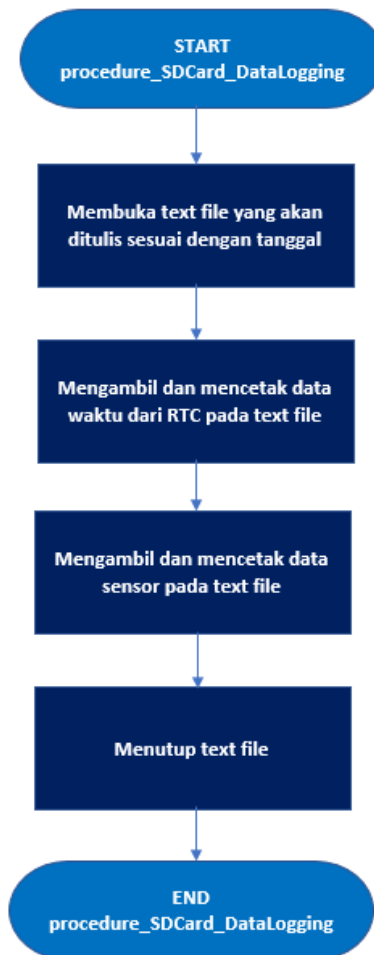 START
procedure_SDCard_DataLogging
Membuka text file yang akan
ditulis sesuai dengan tanggal
Mengambil dan mencetak data
waktu dari RTC pada text file
Mengambil dan mencetak data
sensor pada text file
Menutup text file
END
procedure_SDCard_DataLogging